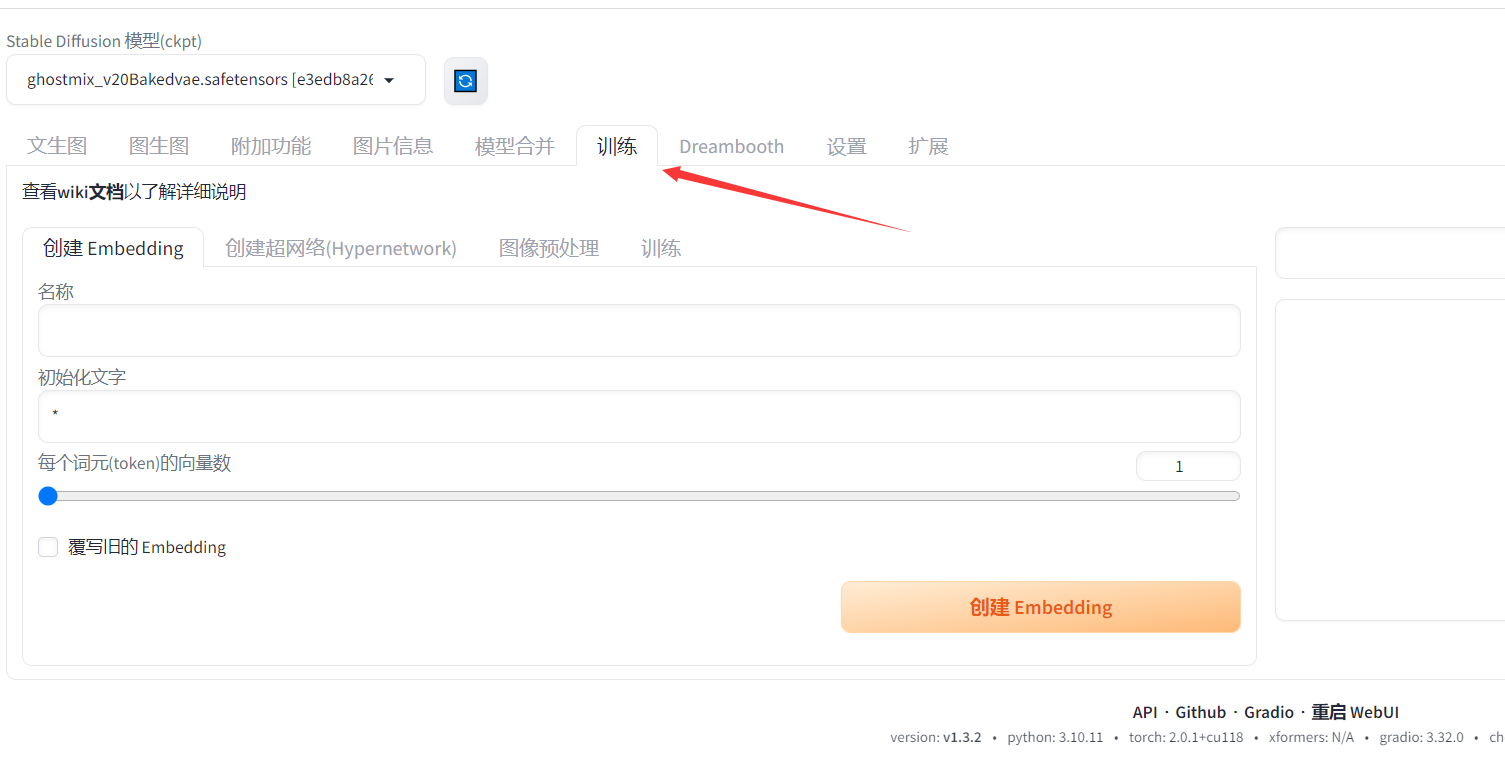 Stable Diffusion 模型(ckpt)
ghostmix_v20Bakedvae.safetensors [e3edb8a26
文生图 图生图 附加功能 图片信息 模型合并 训练 Dreambooth 设置 扩展
查看wiki文档以了解详细说明
创建 Embedding 创建超网络(Hypernetwork) 图像预处理 训练
名称
初始化文字
*
每个词元(token)的向量数 1
覆写旧的 Embedding
创建 Embedding
API · Github · Gradio · 重启 WebUI
version: v1.3.2 • python: 3.10.11 • torch: 2.0.1+cu118 • xformers: N/A • gradio: 3.32.0 • ch